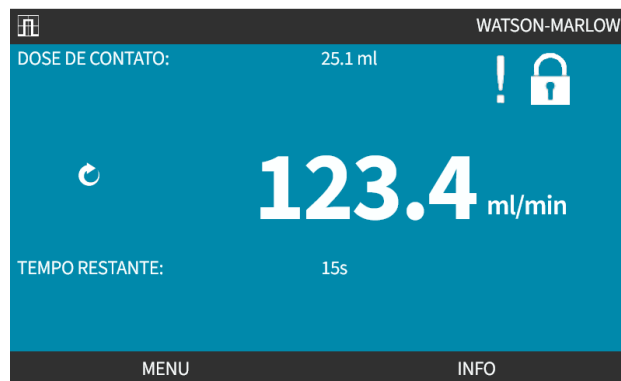 WATSON-MARLOW
DOSE DE CONTATO: 25.1 ml
123.4 ml/min
TEMPO RESTANTE: 15s
MENU INFO